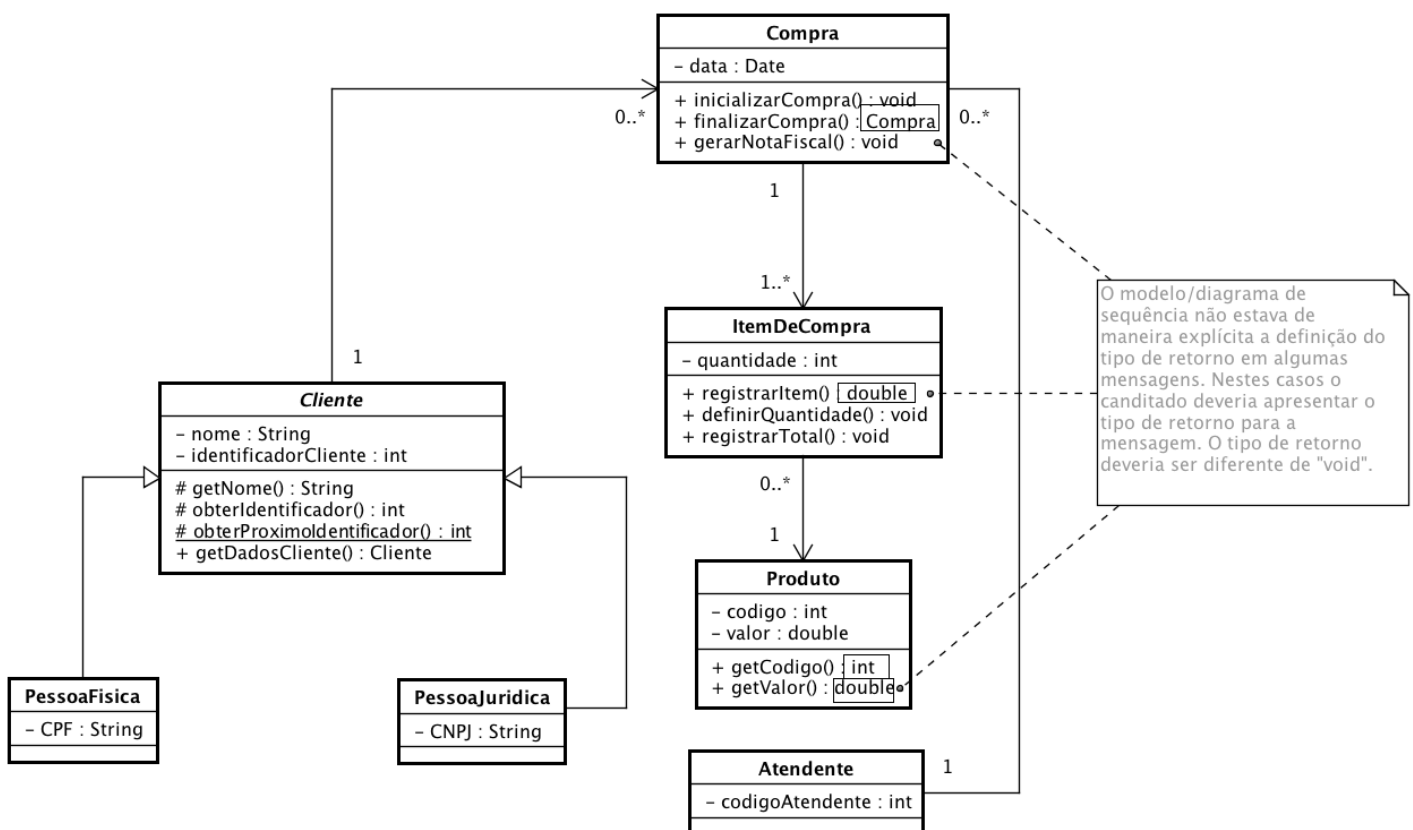 Compra
– data : Date
+ inicializarCompra() : void
+ finalizarCompra() : Compra
+ gerarNotaFiscal() : void
0..*
0..*
1
1..*
ItemDeCompra
– quantidade : int
+ registrarItem() : double
+ definirQuantidade() : void
+ registrarTotal() : void
0..*
1
O modelo/diagrama de
sequência não estava de
maneira explícita a definição do
tipo de retorno em algumas
mensagens. Nestes casos o
canditado deveria apresentar o
tipo de retorno para a
mensagem. O tipo de retorno
deveria ser diferente de "void".
1
Cliente
– nome : String
– identificadorCliente : int
# getNome() : String
# obterIdentificador() : int
# obterProximoIdentificador() : int
+ getDadosCliente() : Cliente
Produto
– codigo : int
– valor : double
+ getCodigo() : int
+ getValor() : double
PessoaFisica
– CPF : String
PessoaJuridica
– CNPJ : String
Atendente
– codigoAtendente : int
1